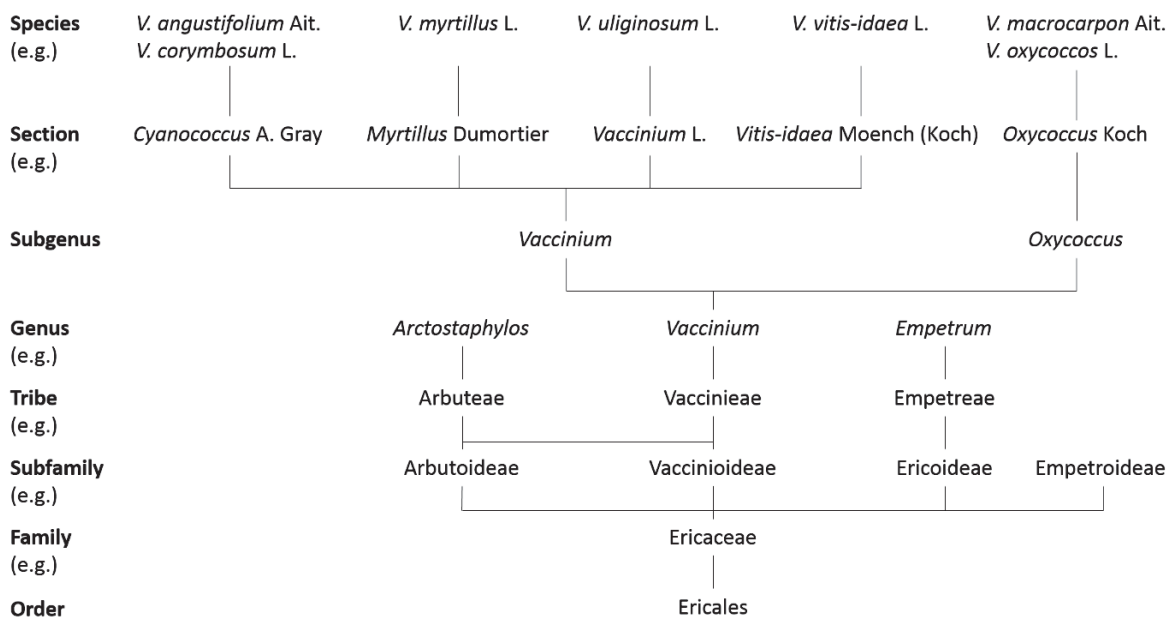 Species V. angustifolium Ait. V. myrtillus L. V. uliginosum L. V. vitis-idaea L. V. macrocarpon Ait.
(e.g.) V. corymbosum L. V. oxycoccos L.
Section Cyanococcus A. Gray Myrtillus Dumortier Vaccinium L. Vitis-idaea Moench (Koch) Oxycoccus Koch
(e.g.)
Subgenus Vaccinium Oxycoccus
Genus Arctostaphylos Vaccinium Empetrum
(e.g.)
Tribe Arbuteae Vaccinieae Empetreae
(e.g.)
Subfamily Arbutoideae Vaccinioideae Ericoideae Empetroideae
(e.g.)
Family Ericaceae
(e.g.)
Order Ericales